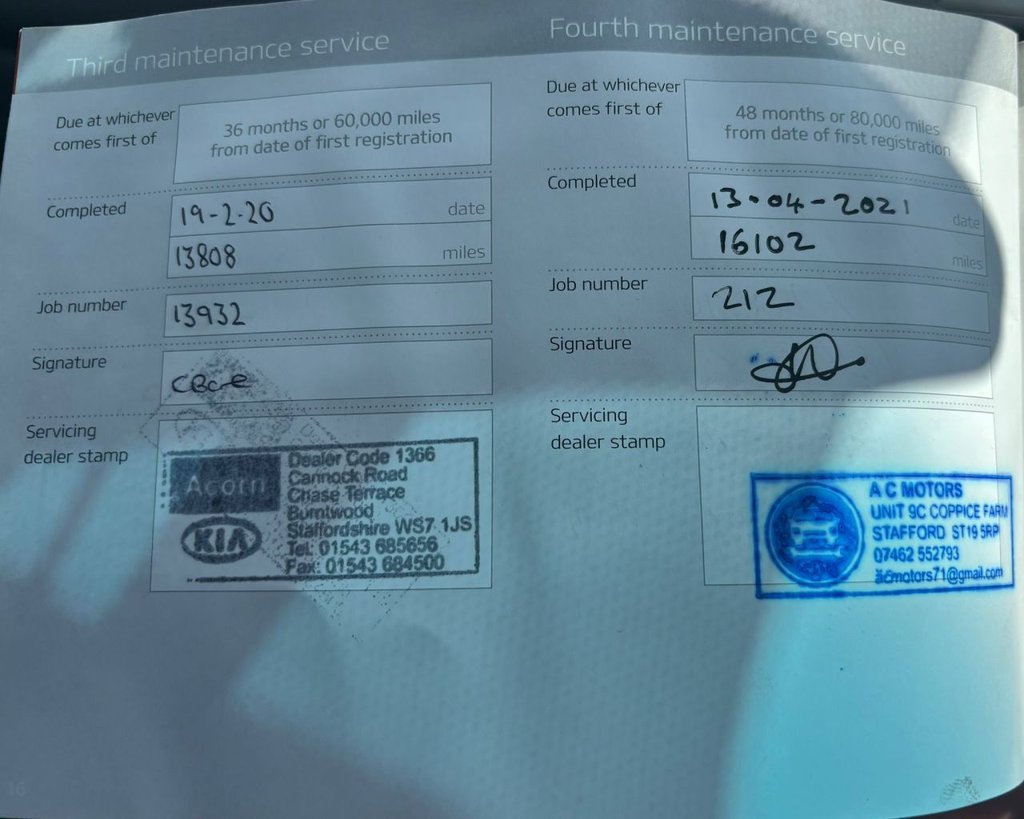 Third maintenance service
Due at whichever
comes first of
36 months or 60,000 miles
from date of first registration
Completed
19-2-20 date
13808 miles
Job number
13932
Signature
Servicing
dealer stamp
Acorn
KIA
Dealer Code 1366
Cannock Road
Chase Terrace
Burntwood
Staffordshire WS7 1JS
Tel: 01543 685656
Fax: 01543 684500
16
Fourth maintenance service
Due at whichever
comes first of
48 months or 80,000 miles
from date of first registration
Completed
13-04-2021 date
16102 miles
Job number
212
Signature
Servicing
dealer stamp
A C MOTORS
UNIT 9C COPPICE FARM
STAFFORD ST19 5RP
07462 552793
acmotors71@gmail.com